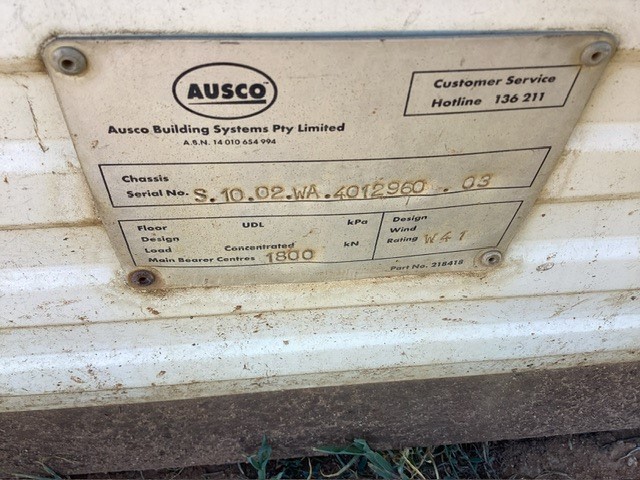 AUSCO
Customer Service
Hotline 136 211
Ausco Building Systems Pty Limited
A.B.N. 14 010 654 994
Chassis
Serial No. S.10.02.WA.4012960.03
Floor UDL kPa
Design
Load Concentrated kN
Main Bearer Centres 1800
Design
Wind
Rating W41
Part No. 218418